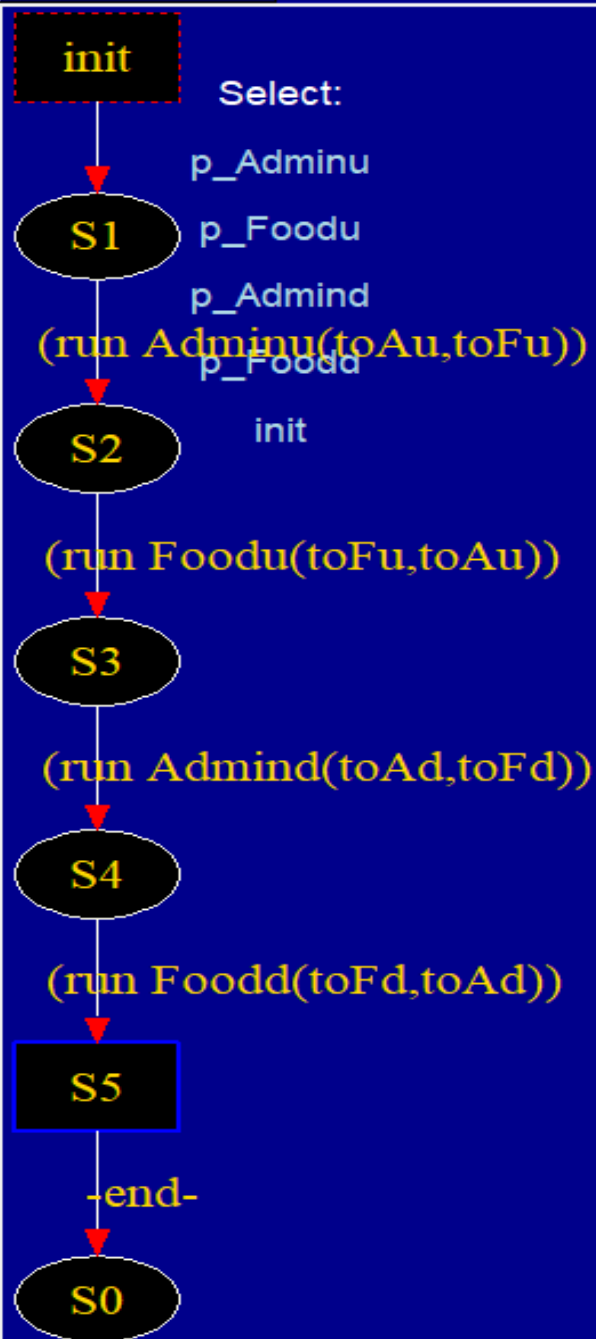 init
Select:
p_Adminu
S1
p_Foodu
p_Admind
(run Adminu(toAu,toFu))
p_Foodd
init
S2
(run Foodu(toFu,toAu))
S3
(run Admind(toAd,toFd))
S4
(run Foodd(toFd,toAd))
S5
-end-
S0